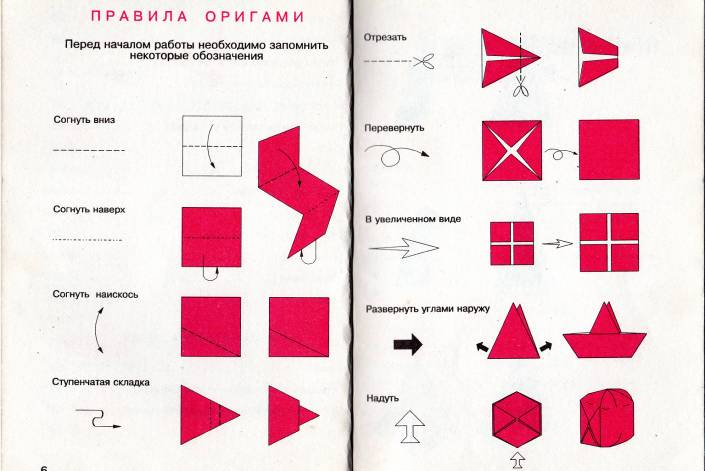 ПРАВИЛА ОРИГАМИ
Перед началом работы необходимо запомнить
некоторые обозначения
Согнуть вниз
Согнуть наверх
Согнуть наискось
Ступенчатая складка
6
Отрезать
Перевернуть
В увеличенном виде
Развернуть углами наружу
Надуть